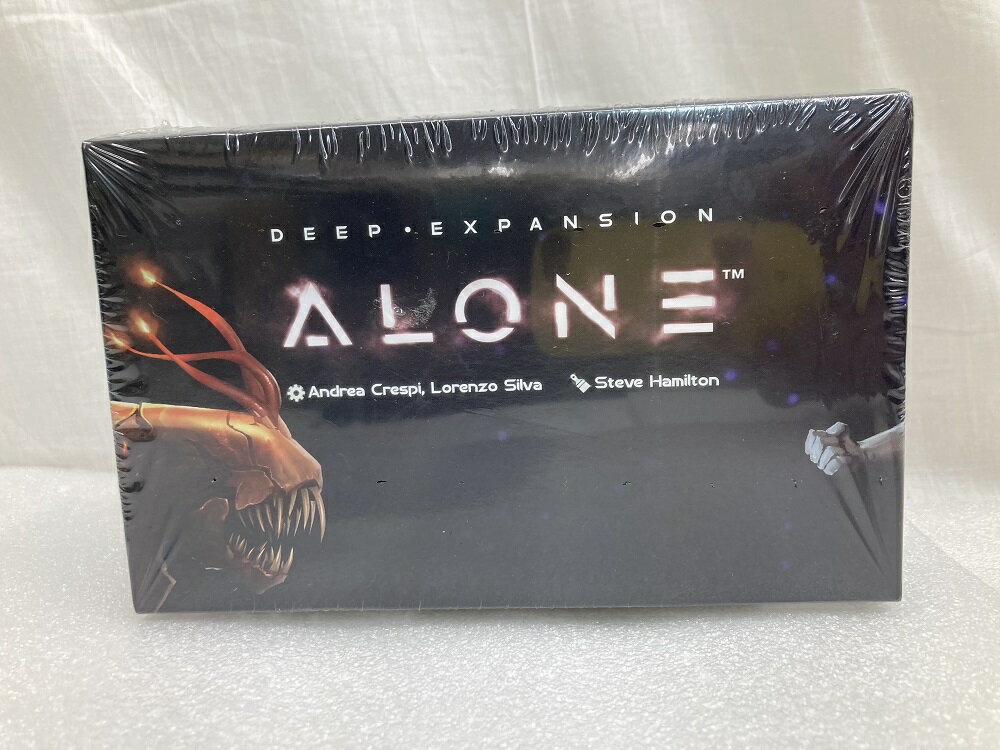 DEEP • EXPANSION
ALONE™
Andrea Crespi, Lorenzo Silva Steve Hamilton